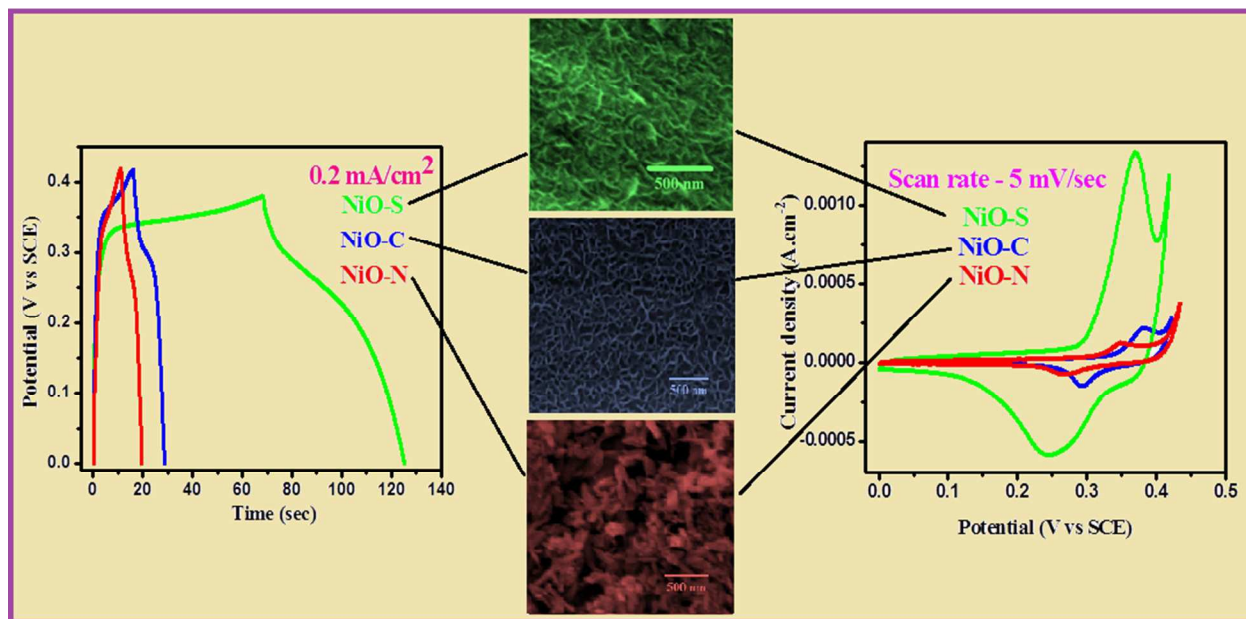 0.2 mA/cm²
NiO-S
NiO-C
NiO-N
Potential (V vs SCE)
0.4
0.3
0.2
0.1
0.0
0 20 40 60 80 100 120 140
Time (sec)
500 nm
500 nm
500 nm
Scan rate - 5 mV/sec
NiO-S
NiO-C
NiO-N
Current density (A.cm⁻²)
0.0010
0.0005
0.0000
-0.0005
0.0 0.1 0.2 0.3 0.4 0.5
Potential (V vs SCE)